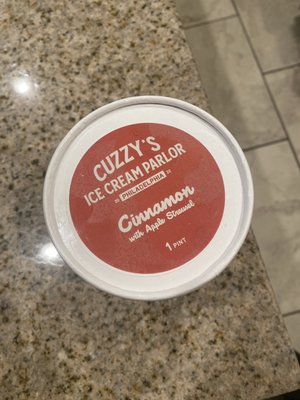 CUZZY'S
ICE CREAM PARLOR
PHILADELPHIA
Cinnamon
with Apple Streusel
1 PINT